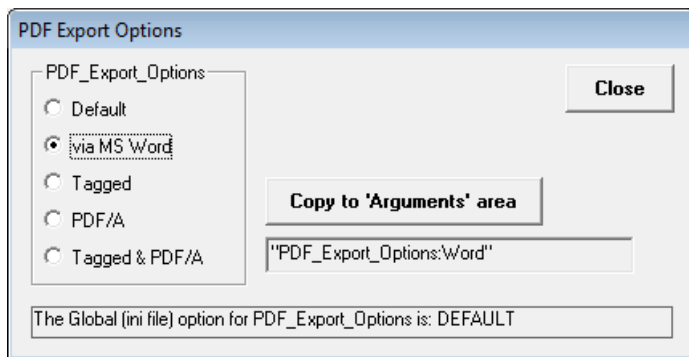 PDF Export Options
PDF_Export_Options
Default
Close
via MS Word
Tagged
Copy to 'Arguments' area
PDF/A
"PDF_Export_Options:Word"
Tagged & PDF/A
The Global (ini file) option for PDF_Export_Options is: DEFAULT